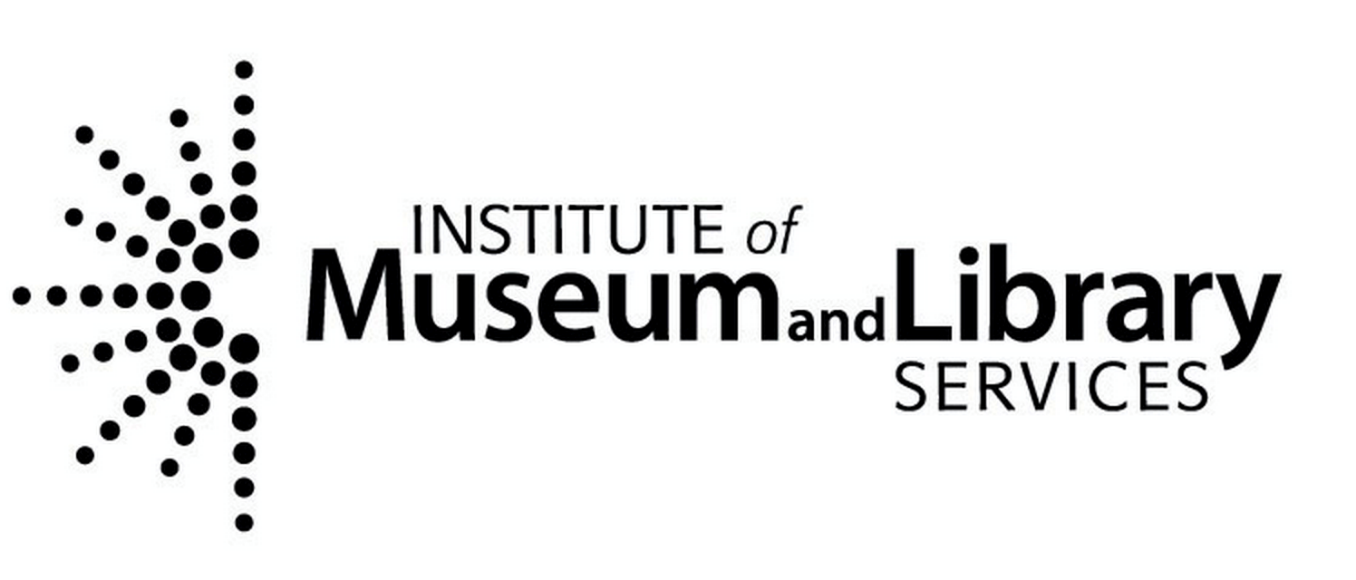 INSTITUTE of
Museum and Library
SERVICES